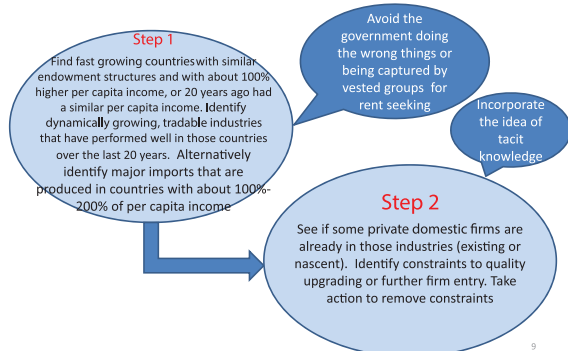 Step 1
Find fast growing countries with similar
endowment structures and with about 100%
higher per capita income, or 20 years ago had
a similar per capita income. Identify
dynamically growing, tradable industries
that have performed well in those countries
over the last 20 years.  Alternatively
identify major imports that are
produced in countries with about 100%-
200% of per capita income
Avoid the
government doing
the wrong things or
being captured by
vested groups for
rent seeking
Incorporate
the idea of
tacit
knowledge
Step 2
See if some private domestic firms are
already in those industries (existing or
nascent).  Identify constraints to quality
upgrading or further firm entry. Take
action to remove constraints
9